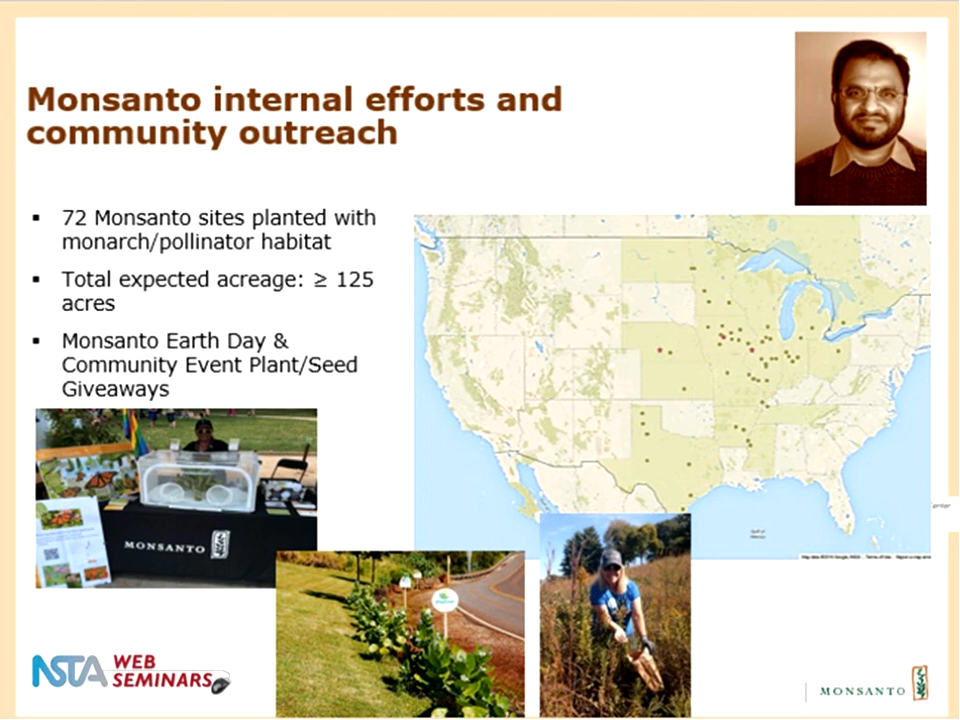 Monsanto internal efforts and
community outreach
▪ 72 Monsanto sites planted with
monarch/pollinator habitat
▪ Total expected acreage: ≥ 125
acres
▪ Monsanto Earth Day &
Community Event Plant/Seed
Giveaways
MONSANTO
NSTA WEB
SEMINARS
MONSANTO